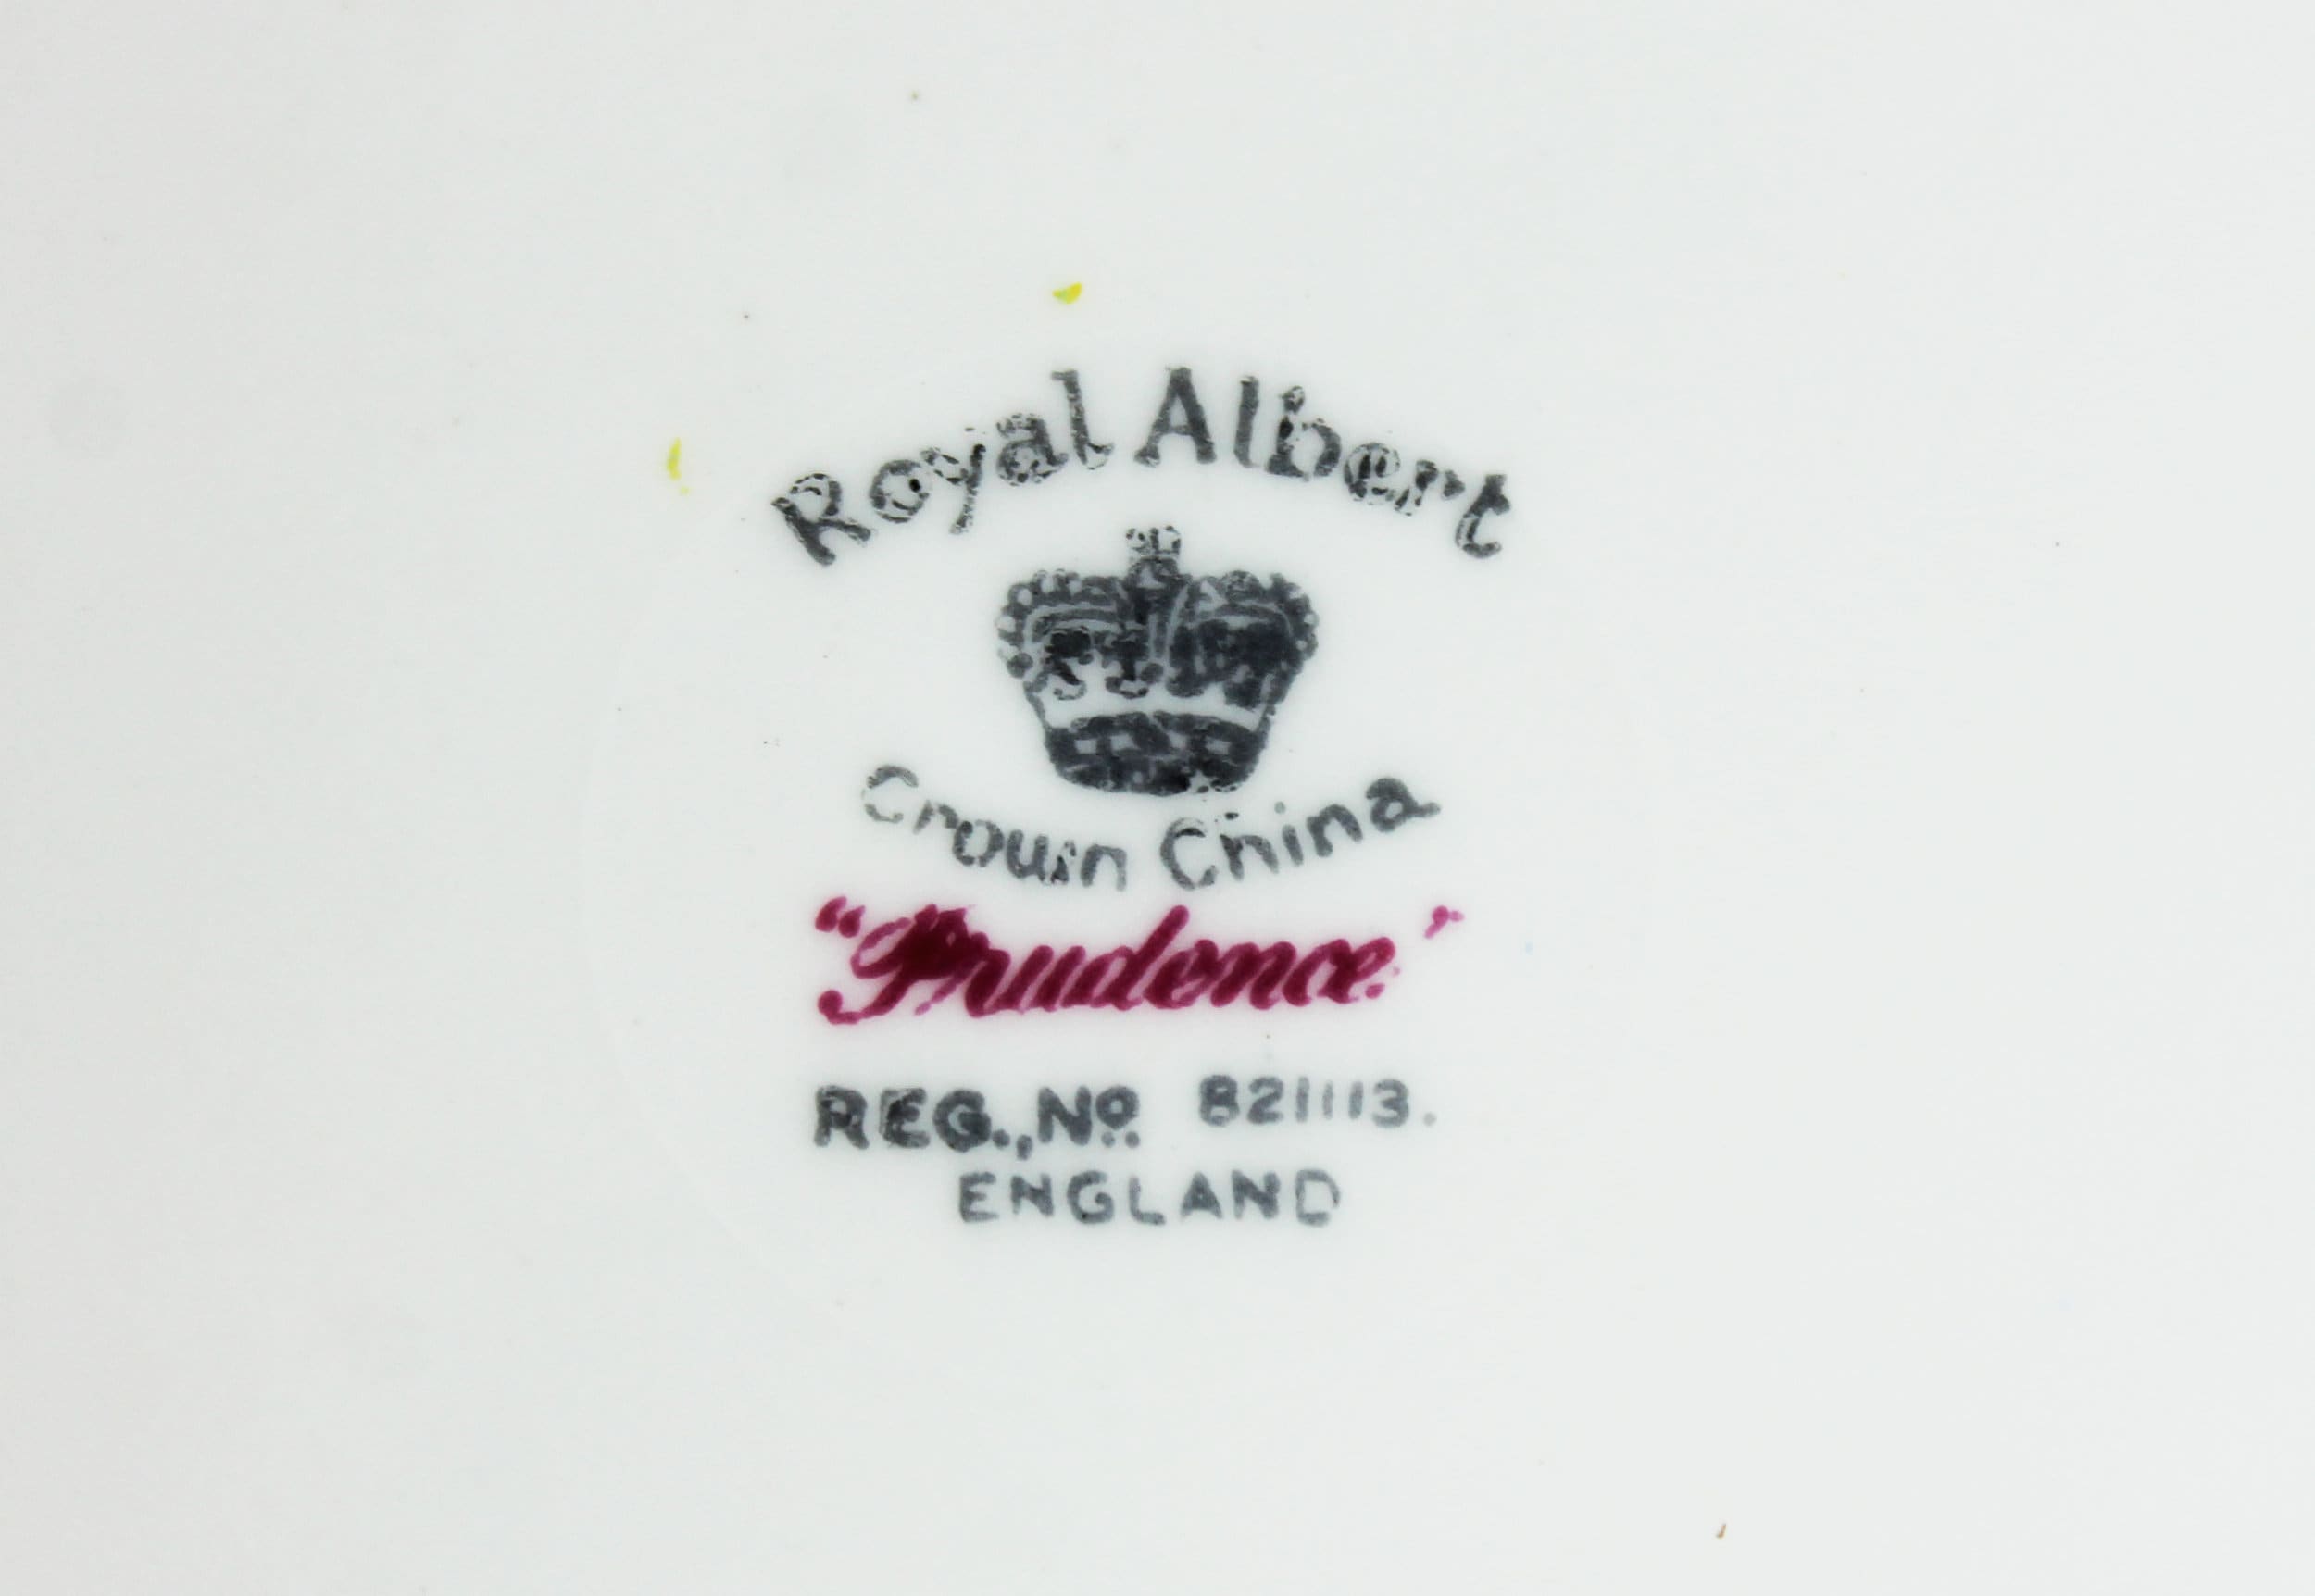 Royal Albert
Crown China
"Prudence."
REG., No. 821113.
ENGLAND